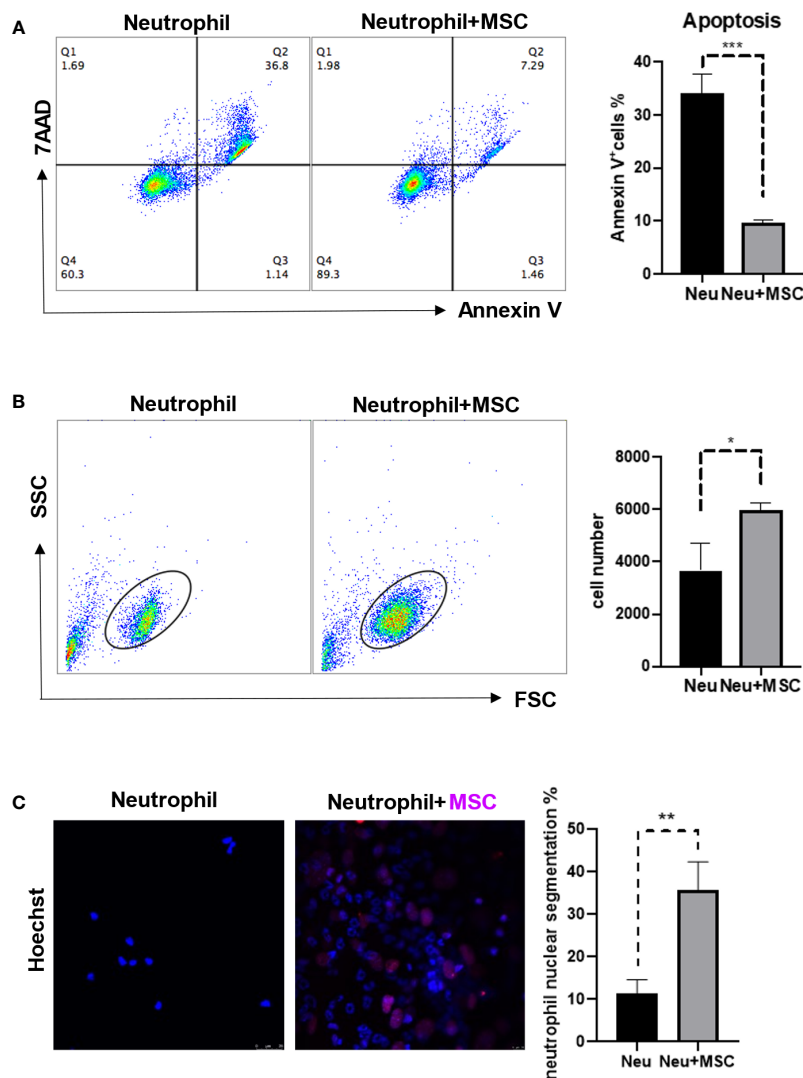 A
Neutrophil
Neutrophil+MSC
Q1
1.69
Q2
36.8
Q4
60.3
Q3
1.14
Q1
1.98
Q2
7.29
Q4
89.3
Q3
1.46
7AAD
Annexin V
Apoptosis
***
Annexin V+cells %
40
30
20
10
0
Neu Neu+MSC
B
Neutrophil
Neutrophil+MSC
SSC
FSC
*
cell number
8000
6000
4000
2000
0
Neu Neu+MSC
C
Neutrophil
Neutrophil+MSC
Hoechst
**
neutrophil nuclear segmentation %
50
40
30
20
10
0
Neu Neu+MSC